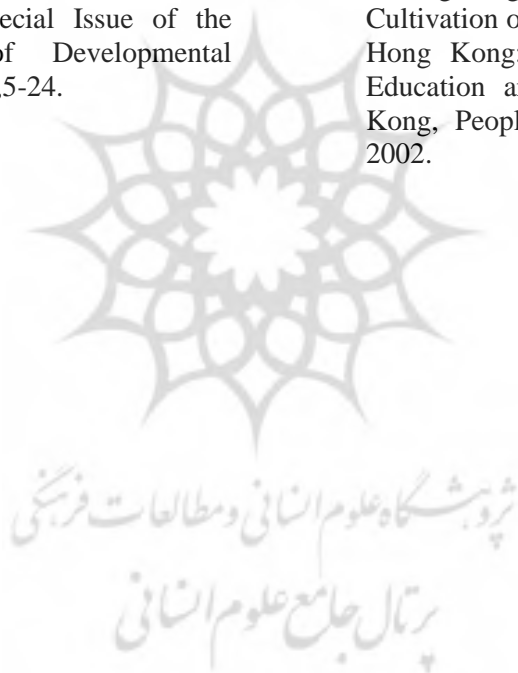 ecial Issue of the
of Developmental
,5-24.
Cultivation o
Hong Kong:
Education a
Kong, Peopl
2002.
پژوهشگاه علوم انسانی و مطالعات فرهنگی
پرتال جامع علوم انسانی